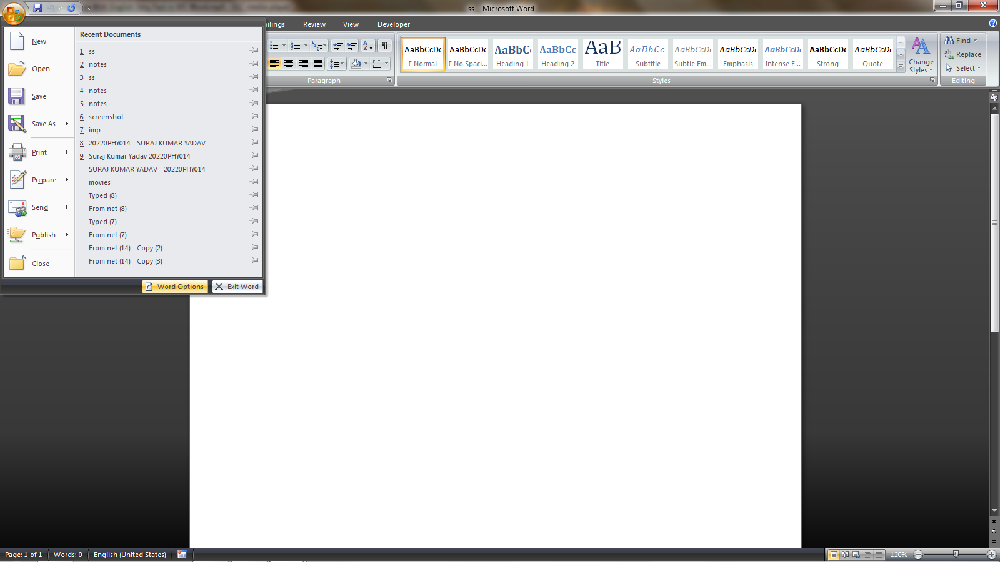 ss - Microsoft Word
ilings Review View Developer
New
Open
Save
Save As
Print
Prepare
Send
Publish
Close
Recent Documents
1 ss
2 notes
3 ss
4 notes
5 notes
6 screenshot
7 imp
8 20220PHY014 - SURAJ KUMAR YADAV
9 Suraj Kumar Yadav 20220PHY014
SURAJ KUMAR YADAV - 20220PHY014
movies
Typed (8)
From net (8)
Typed (7)
From net (7)
From net (14) - Copy (2)
From net (14) - Copy (3)
Word Options Exit Word
Paragraph
AaBbCcDc AaBbCcDc AaBbC AaBbCc AaB AaBbCc. AaBbCcDc AaBbCcDc AaBbCcDc AaBbCcDc AaBbCcDc
¶ Normal ¶ No Spaci... Heading 1 Heading 2 Title Subtitle Subtle Em... Emphasis Intense E... Strong Quote
Change
Styles
Styles
Find
Replace
Select
Editing
Page: 1 of 1 Words: 0 English (United States) 120%